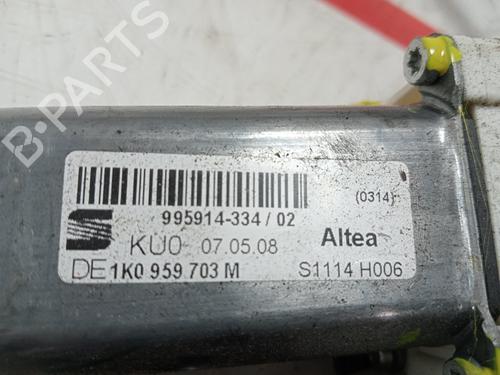 B-PARTS
(0314)
995914-334 / 02
KU0 07.05.08 Altea
DE 1K0 959 703 M S1114 H006